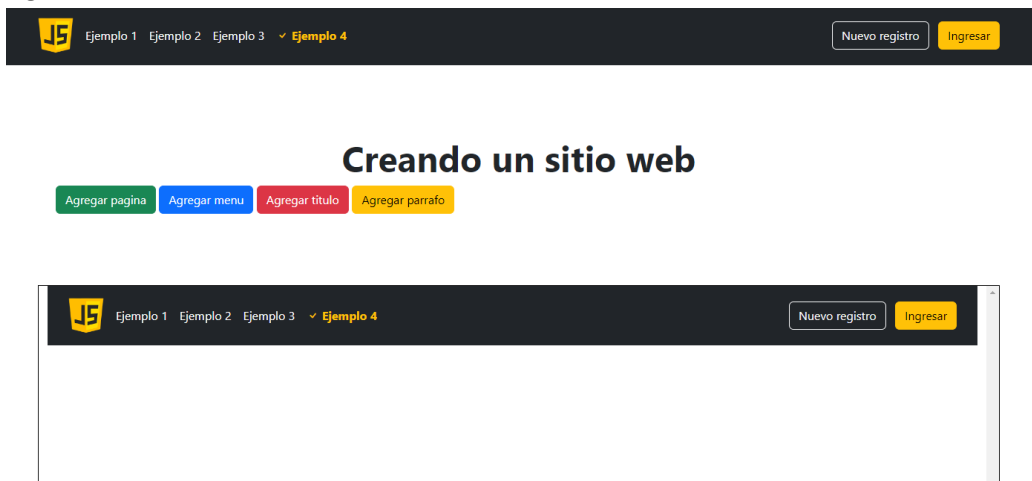 JS Ejemplo 1 Ejemplo 2 Ejemplo 3 ✓ Ejemplo 4 Nuevo registro Ingresar
Creando un sitio web
Agregar pagina Agregar menu Agregar titulo Agregar parrafo
JS Ejemplo 1 Ejemplo 2 Ejemplo 3 ✓ Ejemplo 4 Nuevo registro Ingresar